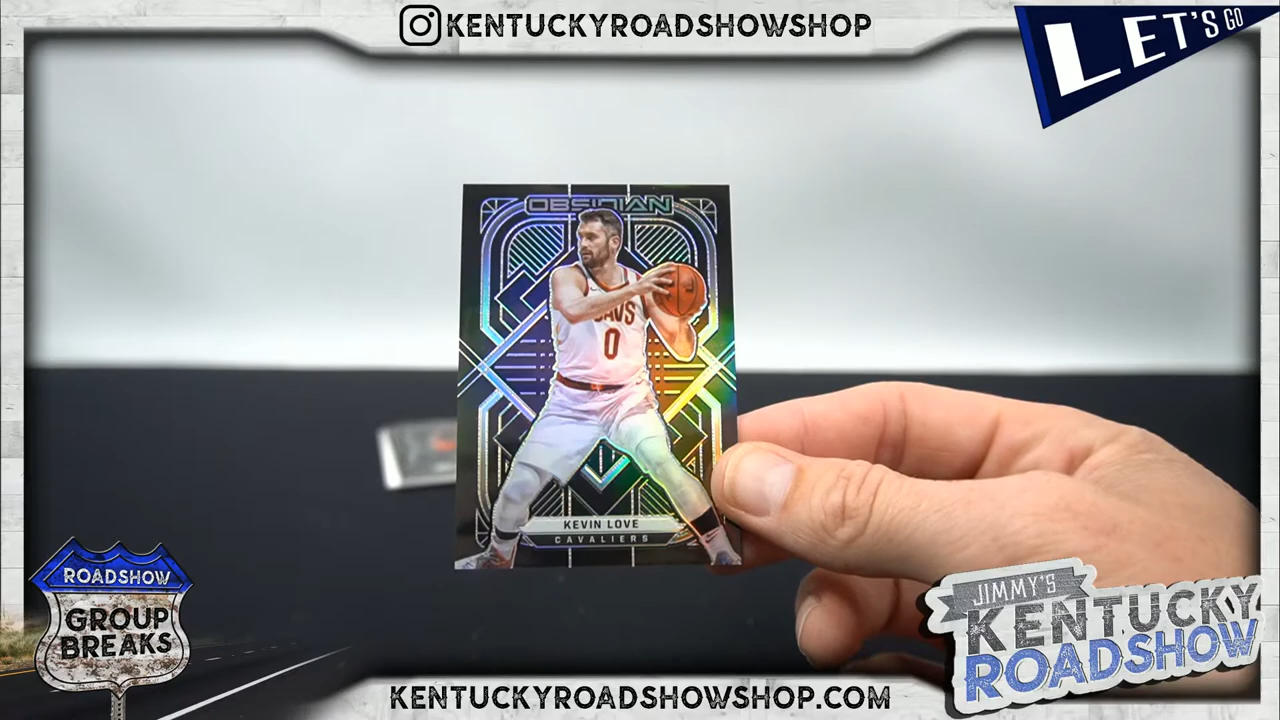 KENTUCKYROADSHOWSHOP
LET'S GO
OBSIDIAN
CAVS
0
KEVIN LOVE
CAVALIERS
ROADSHOW
GROUP
BREAKS
JIMMY'S
KENTUCKY
ROADSHOW
KENTUCKYROADSHOWSHOP.COM